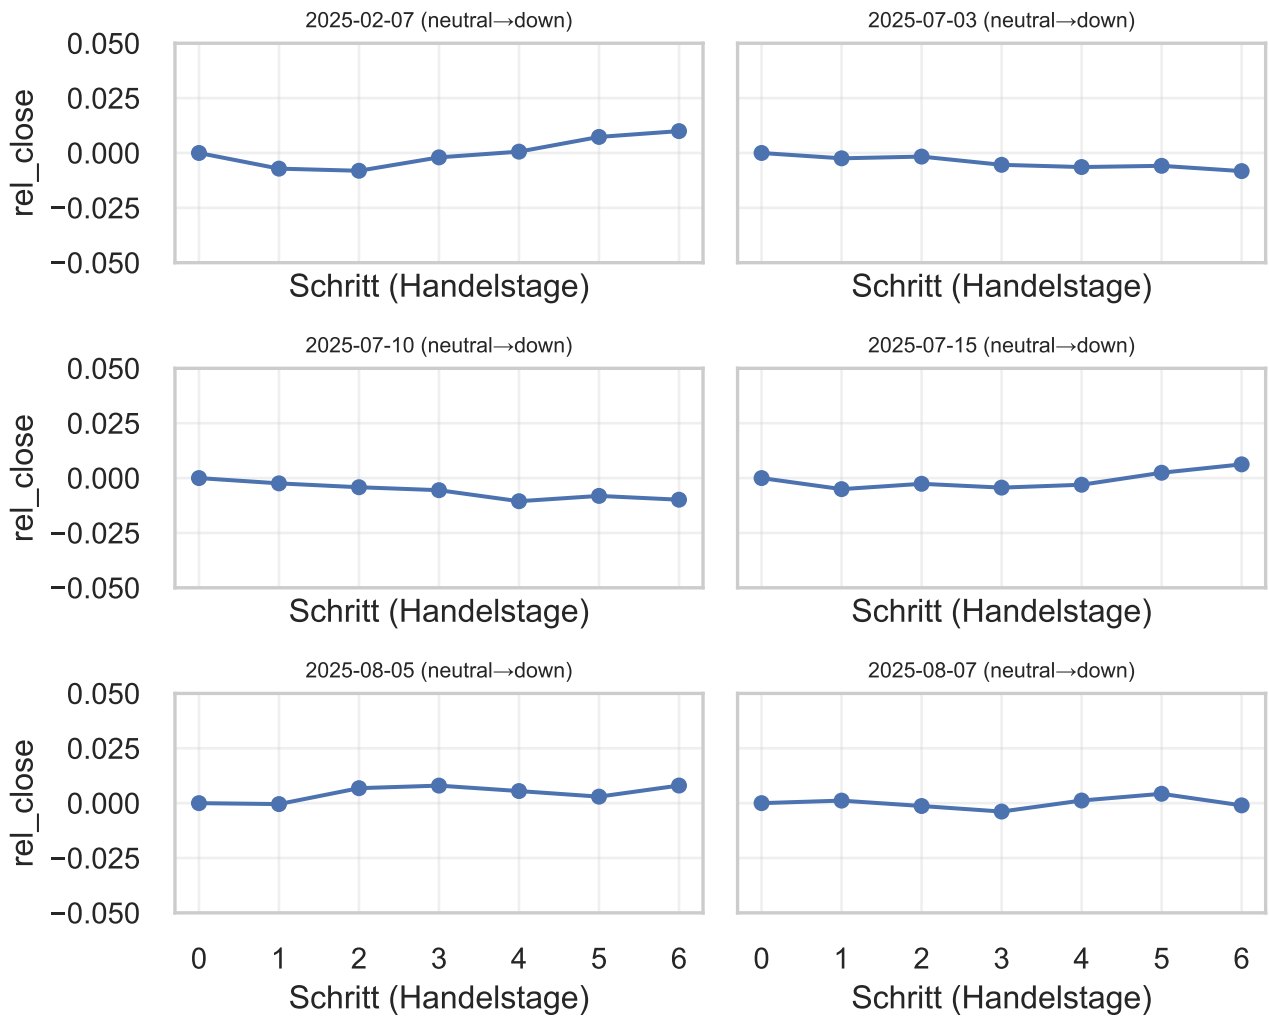 2025-02-07 (neutral→down)
0.050
0.025
0.000
−0.025
−0.050
rel_close
Schritt (Handelstage)
2025-07-03 (neutral→down)
Schritt (Handelstage)
2025-07-10 (neutral→down)
0.050
0.025
0.000
−0.025
−0.050
rel_close
Schritt (Handelstage)
2025-07-15 (neutral→down)
Schritt (Handelstage)
2025-08-05 (neutral→down)
0.050
0.025
0.000
−0.025
−0.050
rel_close
0 1 2 3 4 5 6
Schritt (Handelstage)
2025-08-07 (neutral→down)
0 1 2 3 4 5 6
Schritt (Handelstage)